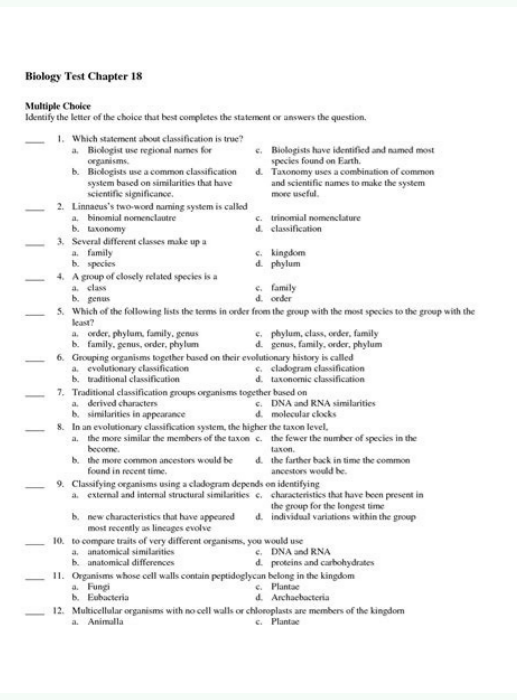 Biology Test Chapter 18
Multiple Choice
Identify the letter of the choice that best completes the statement or answers the question.
____ 1. Which statement about classification is true?
a. Biologist use regional names for organisms.
b. Biologists use a common classification system based on similarities that have scientific significance.
c. Biologists have identified and named most species found on Earth.
d. Taxonomy uses a combination of common and scientific names to make the system more useful.
____ 2. Linnaeus's two-word naming system is called
a. binomial nomenclautre
b. taxonomy
c. trinomial nomenclature
d. classification
____ 3. Several different classes make up a
a. family
b. species
c. kingdom
d. phylum
____ 4. A group of closely related species is a
a. class
b. genus
c. family
d. order
____ 5. Which of the following lists the terms in order from the group with the most species to the group with the least?
a. order, phylum, family, genus
b. family, genus, order, phylum
c. phylum, class, order, family
d. genus, family, order, phylum
____ 6. Grouping organisms together based on their evolutionary history is called
a. evolutionary classification
b. traditional classification
c. cladogram classification
d. taxonomic classification
____ 7. Traditional classification groups organisms together based on
a. derived characters
b. similarities in appearance
c. DNA and RNA similarities
d. molecular clocks
____ 8. In an evolutionary classification system, the higher the taxon level,
a. the more similar the members of the taxon become.
b. the more common ancestors would be found in recent time.
c. the fewer the number of species in the taxon.
d. the farther back in time the common ancestors would be.
____ 9. Classifying organisms using a cladogram depends on identifying
a. external and internal structural similarities
b. new characteristics that have appeared most recently as lineages evolve
c. characteristics that have been present in the group for the longest time
d. individual variations within the group
____ 10. to compare traits of very different organisms, you would use
a. anatomical similarities
b. anatomical differences
c. DNA and RNA
d. proteins and carbohydrates
____ 11. Organisms whose cell walls contain peptidoglycan belong in the kingdom
a. Fungi
b. Eubacteria
c. Plantae
d. Archaebacteria
____ 12. Multicellular organisms with no cell walls or chloroplasts are members of the kingdom
a. Animalla
c. Plantae